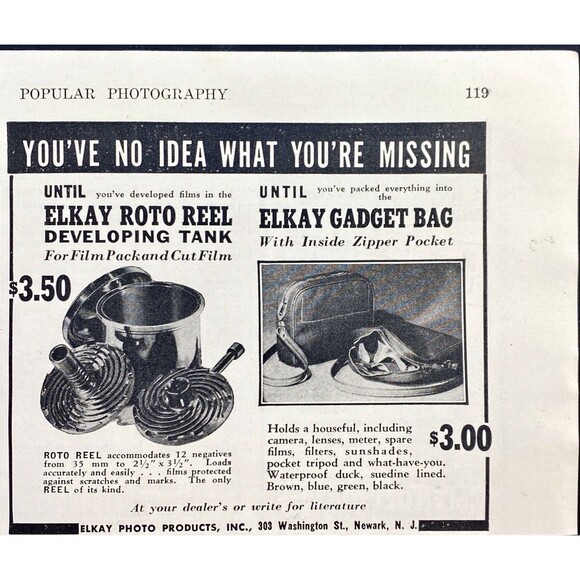 POPULAR PHOTOGRAPHY 119
YOU'VE NO IDEA WHAT YOU'RE MISSING
UNTIL you've developed films in the
ELKAY ROTO REEL
DEVELOPING TANK
For Film Pack and Cut Film
$3.50
ROTO REEL accommodates 12 negatives
from 35 mm to 2½" x 3½". Loads
accurately and easily . . . films protected
against scratches and marks. The only
REEL of its kind.
UNTIL you've packed everything into
the
ELKAY GADGET BAG
With Inside Zipper Pocket
Holds a houseful, including
camera, lenses, meter, spare
films, filters, sunshades,
pocket tripod and what-have-you.
Waterproof duck, suedine lined.
Brown, blue, green, black.
$3.00
At your dealer's or write for literature
ELKAY PHOTO PRODUCTS, INC., 303 Washington St., Newark, N. J.